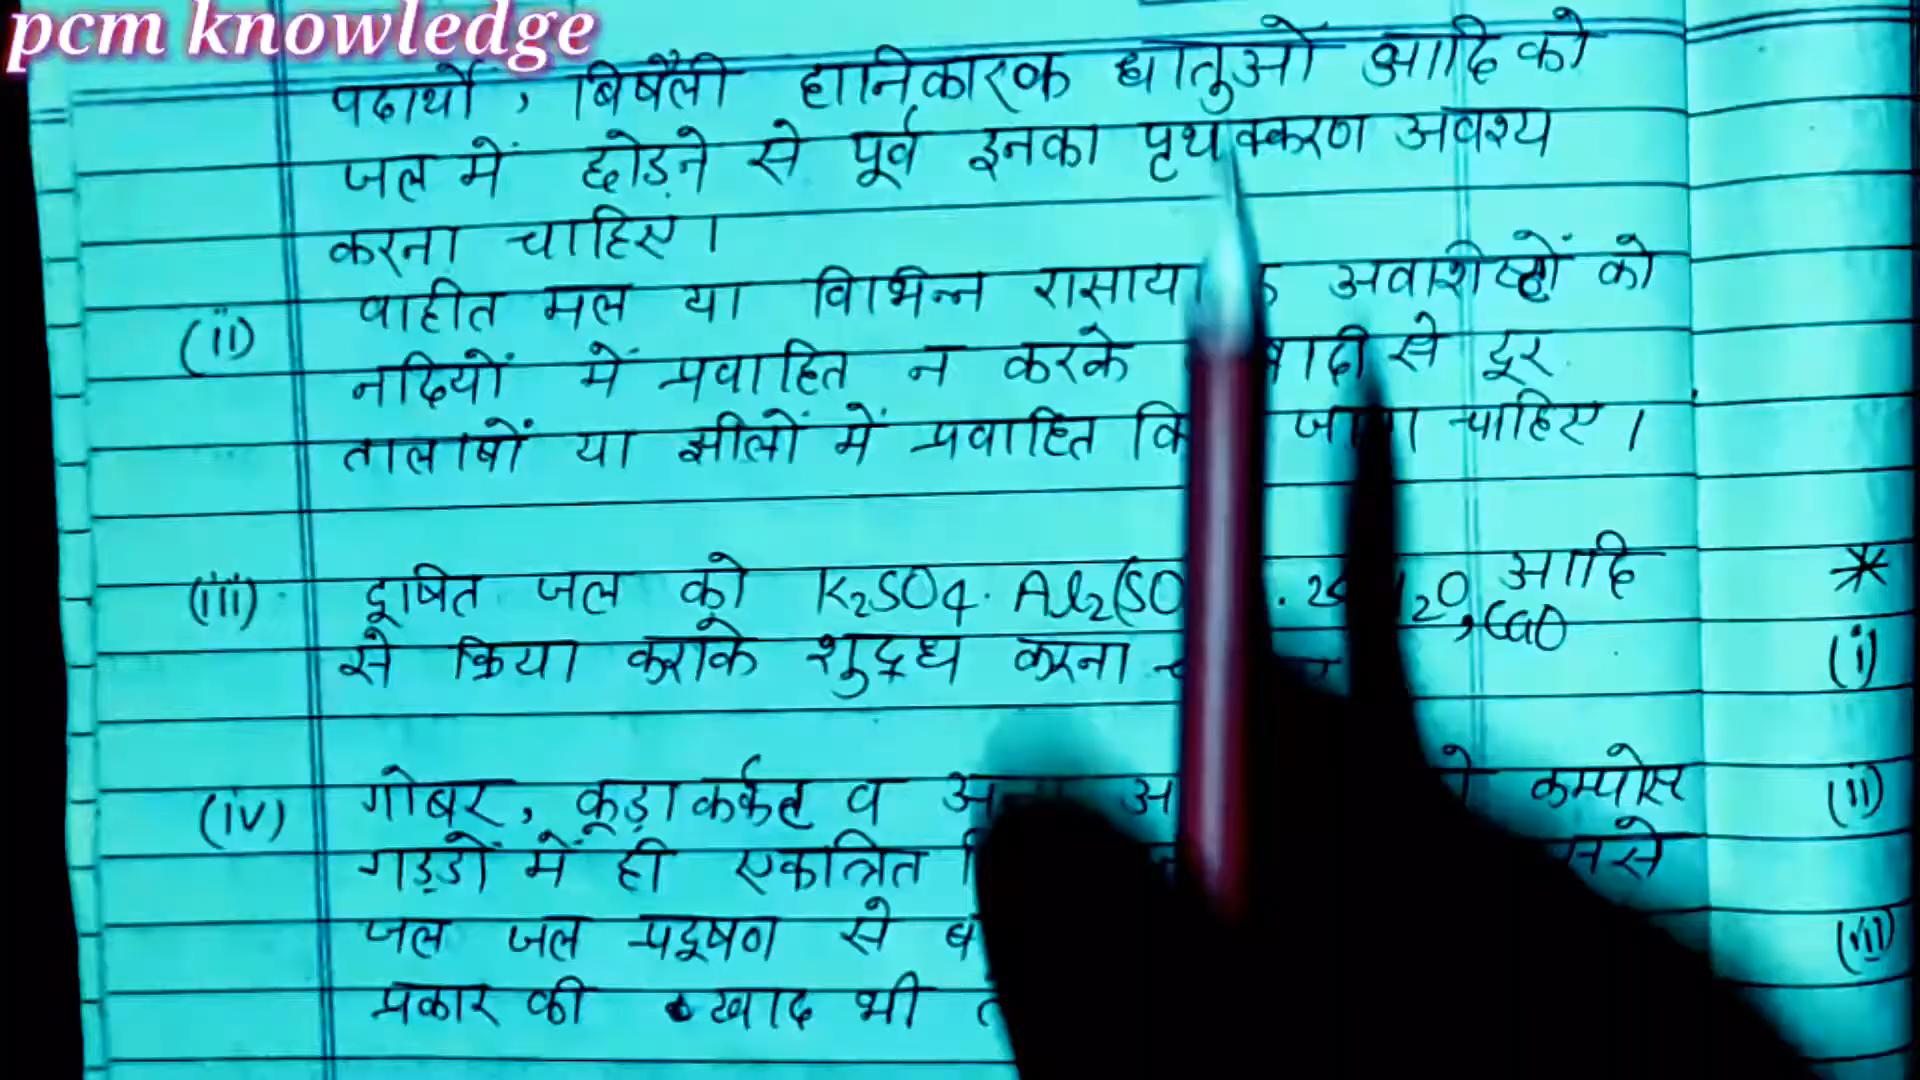 pcm knowledge
पदार्थों, बिषैली हानिकारक धातुओं आदि को
जल में छोड़ने से पूर्व इनका पृथक्करण अवश्य
करना चाहिए।
(ii) वाहीत मल या विभिन्न अवशिष्टों को
नदियों में प्रवाहित न करके से दूर
तालाबों या झीलों में प्रवाहित चाहिए।
(iii) दूषित जल को K₂SO4. Al₂(SO आदि
₂O, CaO
से क्रिया कराके शुद्ध करना
(iv) गोबर, कूड़ा कर्कट व कम्पोस्ट
गड्डों में ही एकत्रित
जल जल प्रदूषण से
प्रकार की खाद भी
*
(i)
(ii)
(iii)